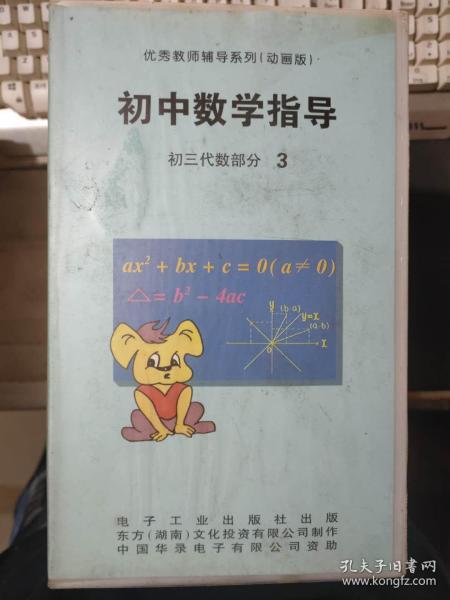 优秀教师辅导系列(动画版)
初中数学指导
初三代数部分 3
ax² + bx + c = 0 (a ≠ 0)
△ = b² - 4ac
y
(b·a)
y=x
(a·b)
x
0
电子工业出版社出版
东方(湖南)文化投资有限公司制作
中国华录电子有限公司资助
孔夫子旧书网
www.kongfz.com